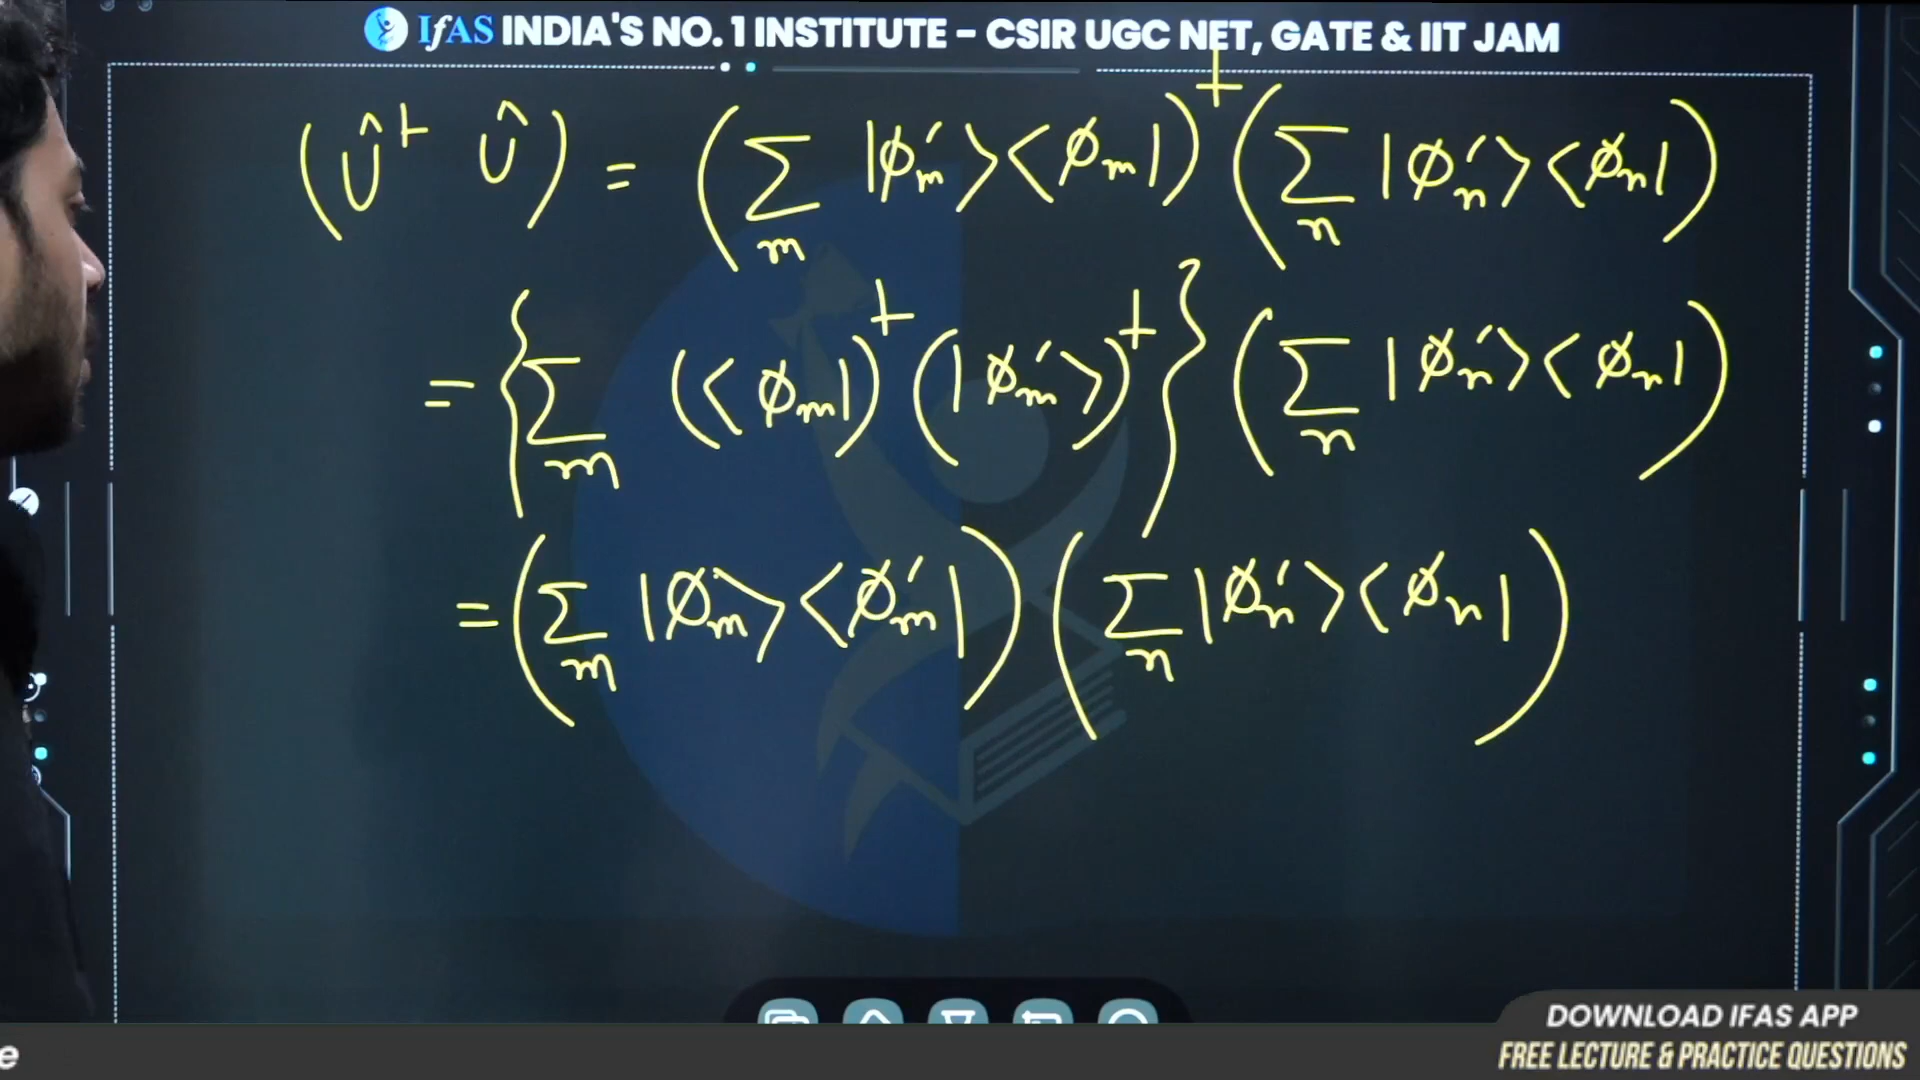 IfAS INDIA'S NO. 1 INSTITUTE - CSIR UGC NET, GATE & IIT JAM
(Û† Û) = (∑ₘ |ϕ′ₘ⟩⟨ϕₘ|)† (∑ₙ |ϕ′ₙ⟩⟨ϕₙ|)
= {∑ₘ (⟨ϕₘ|)† (|ϕ′ₘ⟩)†} (∑ₙ |ϕ′ₙ⟩⟨ϕₙ|)
= (∑ₘ |ϕₘ⟩⟨ϕ′ₘ|) (∑ₙ |ϕ′ₙ⟩⟨ϕₙ|)
DOWNLOAD IFAS APP
FREE LECTURE & PRACTICE QUESTIONS
e